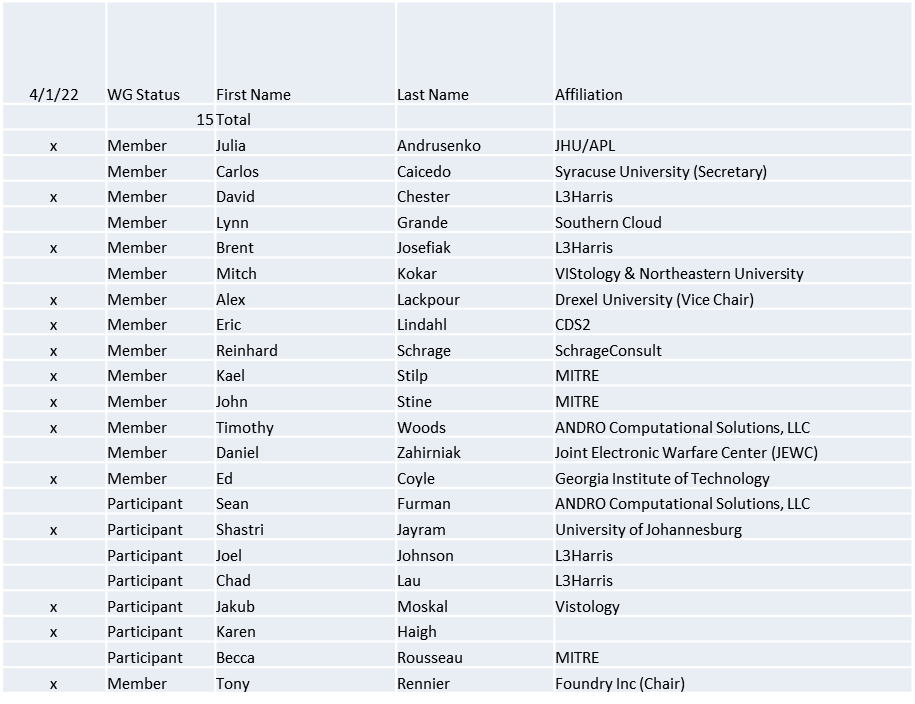 4/1/22 WG Status First Name Last Name Affiliation
15 Total
x Member Julia Andrusenko JHU/APL
Member Carlos Caicedo Syracuse University (Secretary)
x Member David Chester L3Harris
Member Lynn Grande Southern Cloud
x Member Brent Josefiak L3Harris
Member Mitch Kokar VIStology & Northeastern University
x Member Alex Lackpour Drexel University (Vice Chair)
x Member Eric Lindahl CDS2
x Member Reinhard Schrage SchrageConsult
x Member Kael Stilp MITRE
x Member John Stine MITRE
x Member Timothy Woods ANDRO Computational Solutions, LLC
Member Daniel Zahirniak Joint Electronic Warfare Center (JEWC)
x Member Ed Coyle Georgia Institute of Technology
Participant Sean Furman ANDRO Computational Solutions, LLC
x Participant Shastri Jayram University of Johannesburg
Participant Joel Johnson L3Harris
Participant Chad Lau L3Harris
x Participant Jakub Moskal Vistology
x Participant Karen Haigh
Participant Becca Rousseau MITRE
x Member Tony Rennier Foundry Inc (Chair)